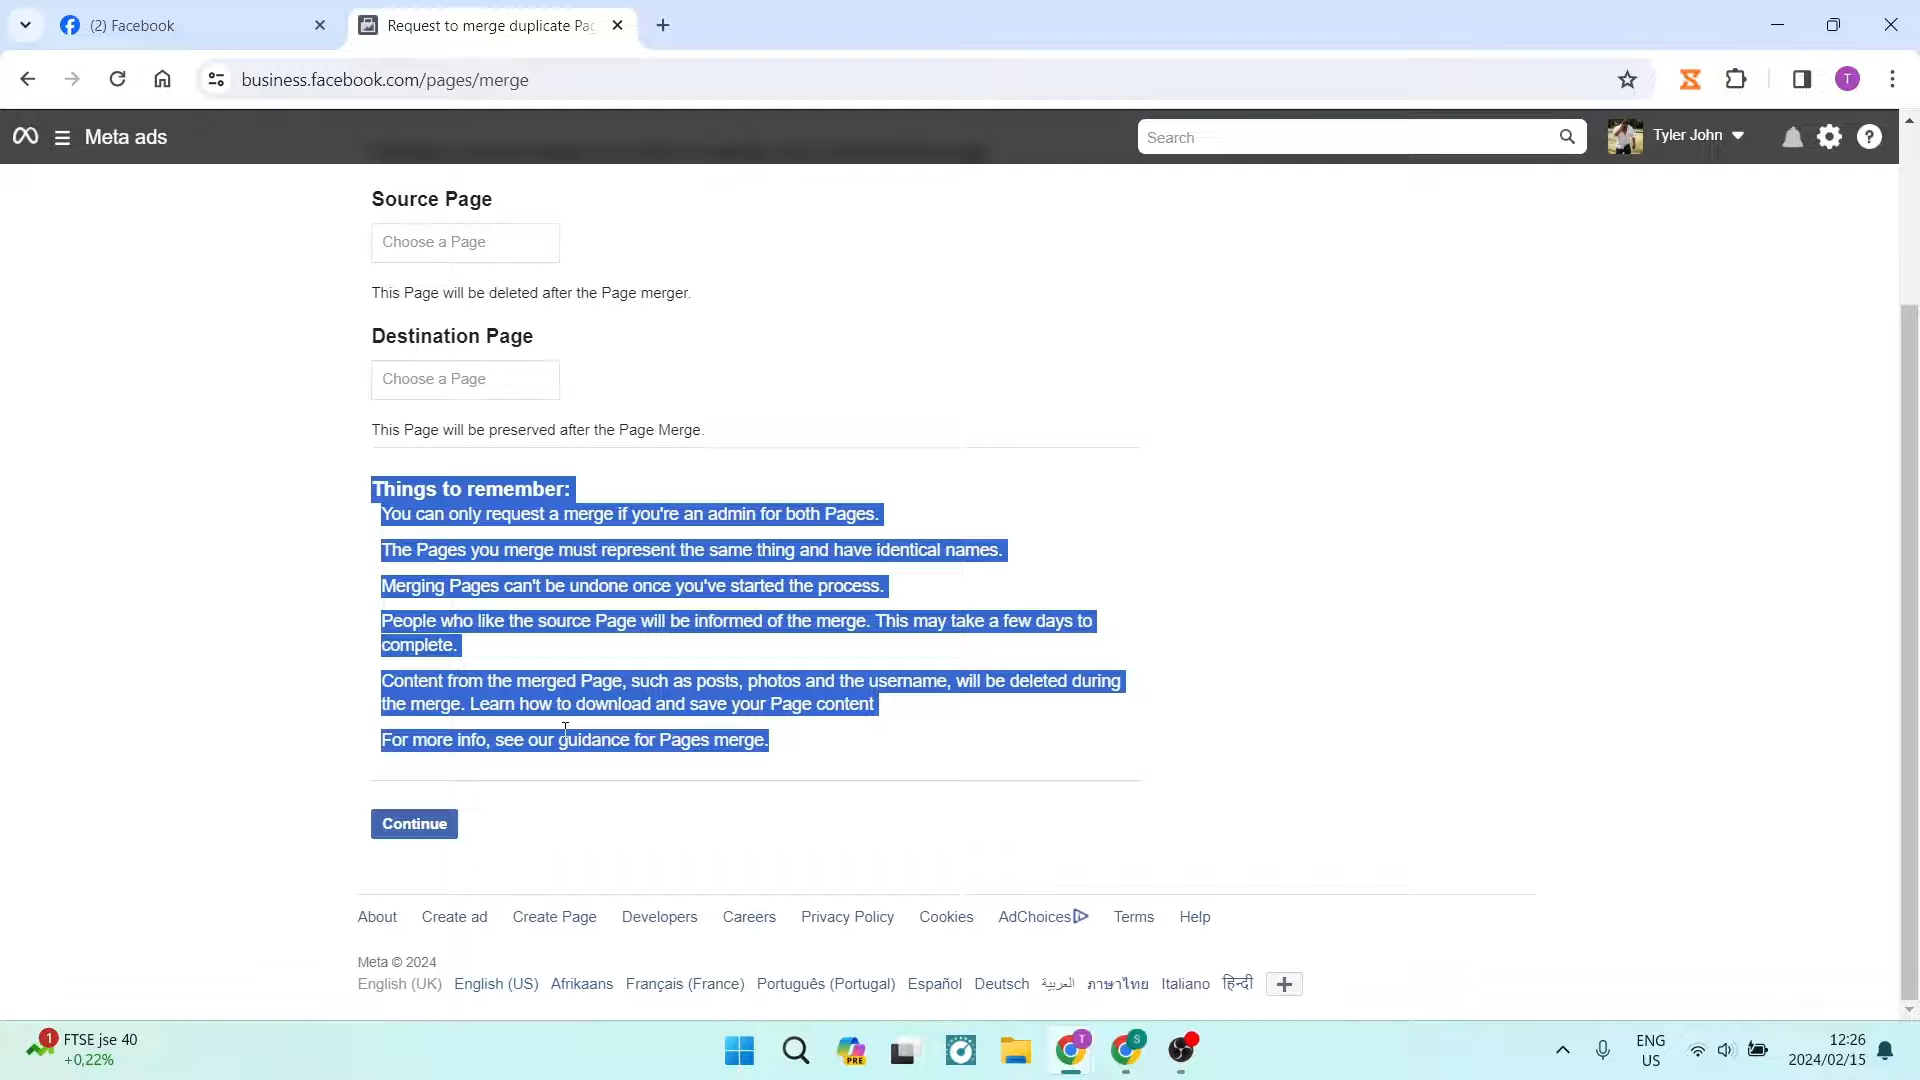 (2) Facebook
Request to merge duplicate Pag
business.facebook.com/pages/merge
T
Meta ads
Search
Tyler John
Source Page
Choose a Page
This Page will be deleted after the Page merger.
Destination Page
Choose a Page
This Page will be preserved after the Page Merge.
Things to remember:
You can only request a merge if you're an admin for both Pages.
The Pages you merge must represent the same thing and have identical names.
Merging Pages can't be undone once you've started the process.
People who like the source Page will be informed of the merge. This may take a few days to
complete.
Content from the merged Page, such as posts, photos and the username, will be deleted during
the merge. Learn how to download and save your Page content
For more info, see our guidance for Pages merge.
Continue
About Create ad Create Page Developers Careers Privacy Policy Cookies AdChoices Terms Help
Meta © 2024
English (UK) English (US) Afrikaans Français (France) Português (Portugal) Español Deutsch العربية ภาษาไทย Italiano हिन्दी
1
FTSE jse 40
+0,22%
PRE
T
S
ENG
US
12:26
2024/02/15